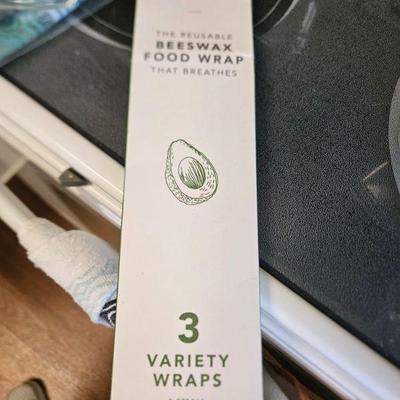 THE REUSABLE
BEESWAX
FOOD WRAP
THAT BREATHES
3
VARIETY
WRAPS